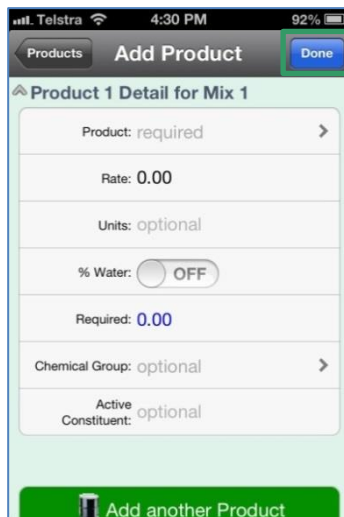 Telstra 4:30 PM 92%
Products Add Product Done
Product 1 Detail for Mix 1
Product: required
Rate: 0.00
Units: optional
% Water: OFF
Required: 0.00
Chemical Group: optional
Active
Constituent: optional
Add another Product